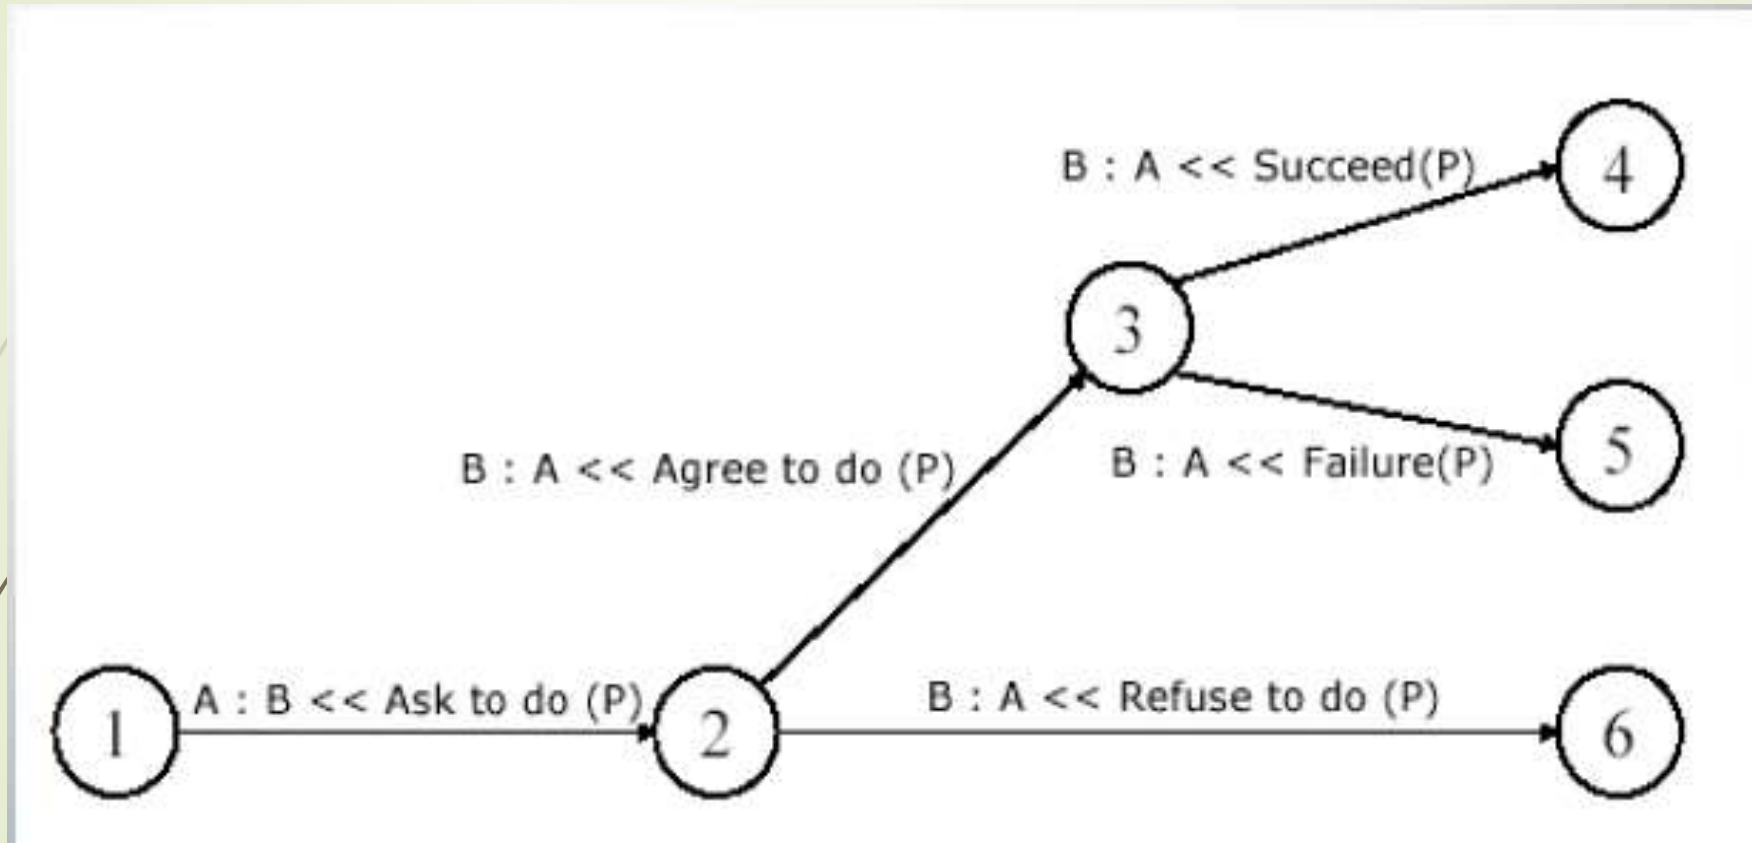 B : A << Succeed(P)
4
3
B : A << Failure(P)
5
B : A << Agree to do (P)
1
A : B << Ask to do (P)
2
B : A << Refuse to do (P)
6